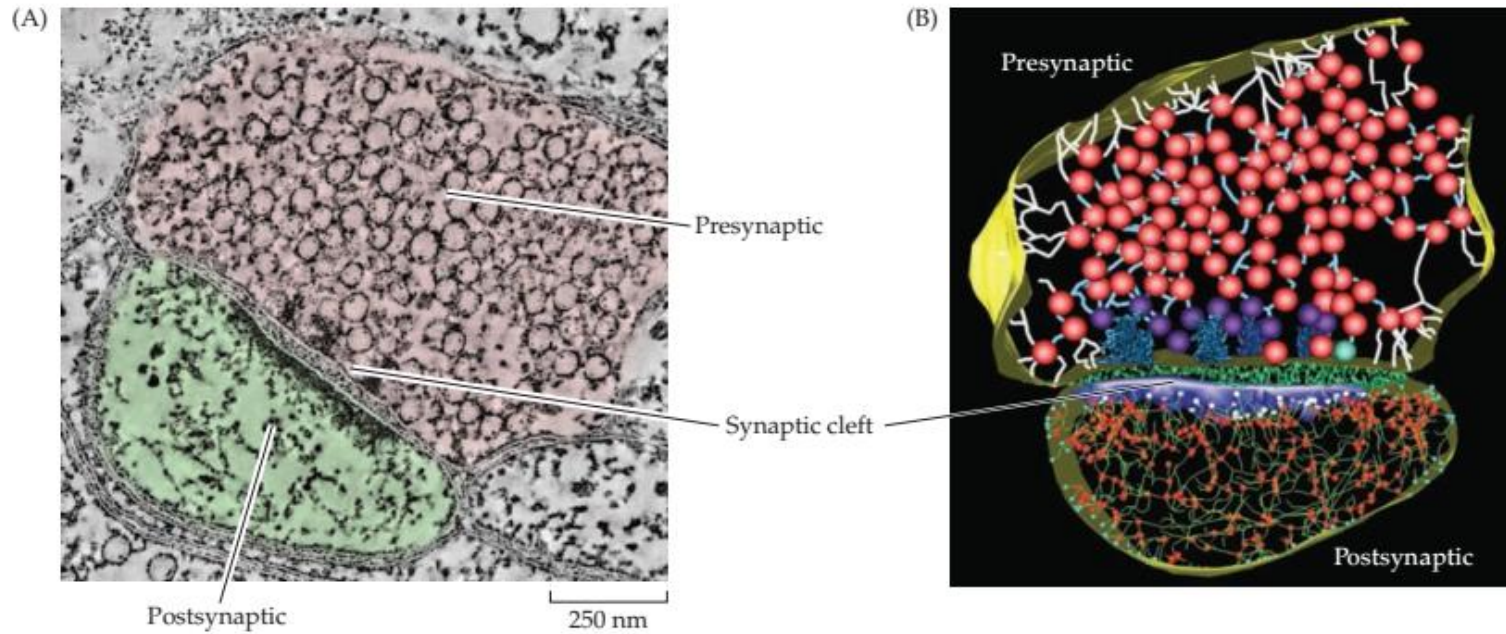 (A)
(B)
Presynaptic
Presynaptic
Synaptic cleft
Postsynaptic
Postsynaptic
250 nm